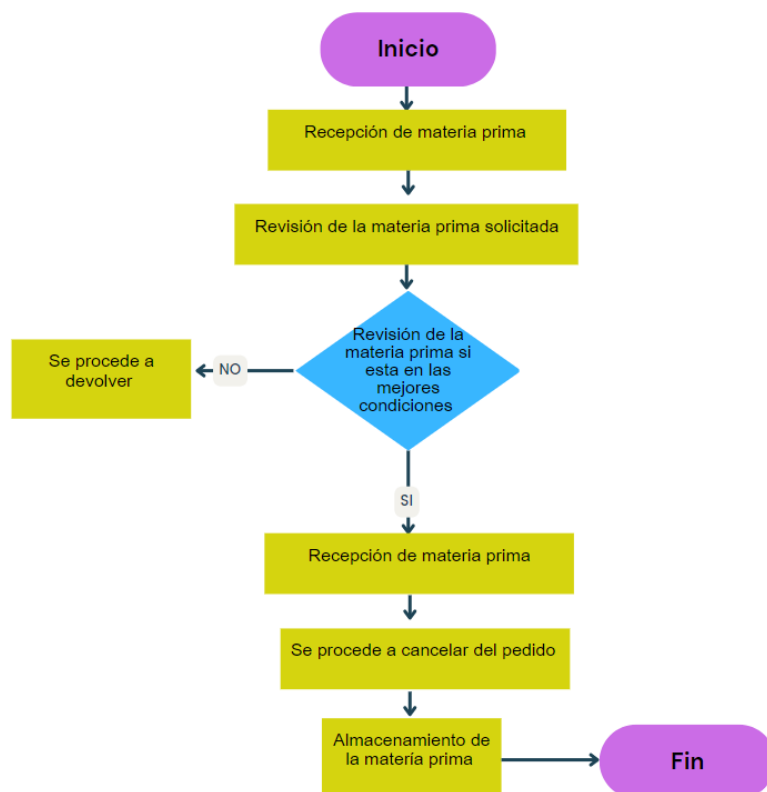 Inicio
Recepción de materia prima
Revisión de la materia prima solicitada
Revisión de la
materia prima si
esta en las
mejores
condiciones
NO
Se procede a
devolver
SI
Recepción de materia prima
Se procede a cancelar del pedido
Almacenamiento de
la matería prima
Fin